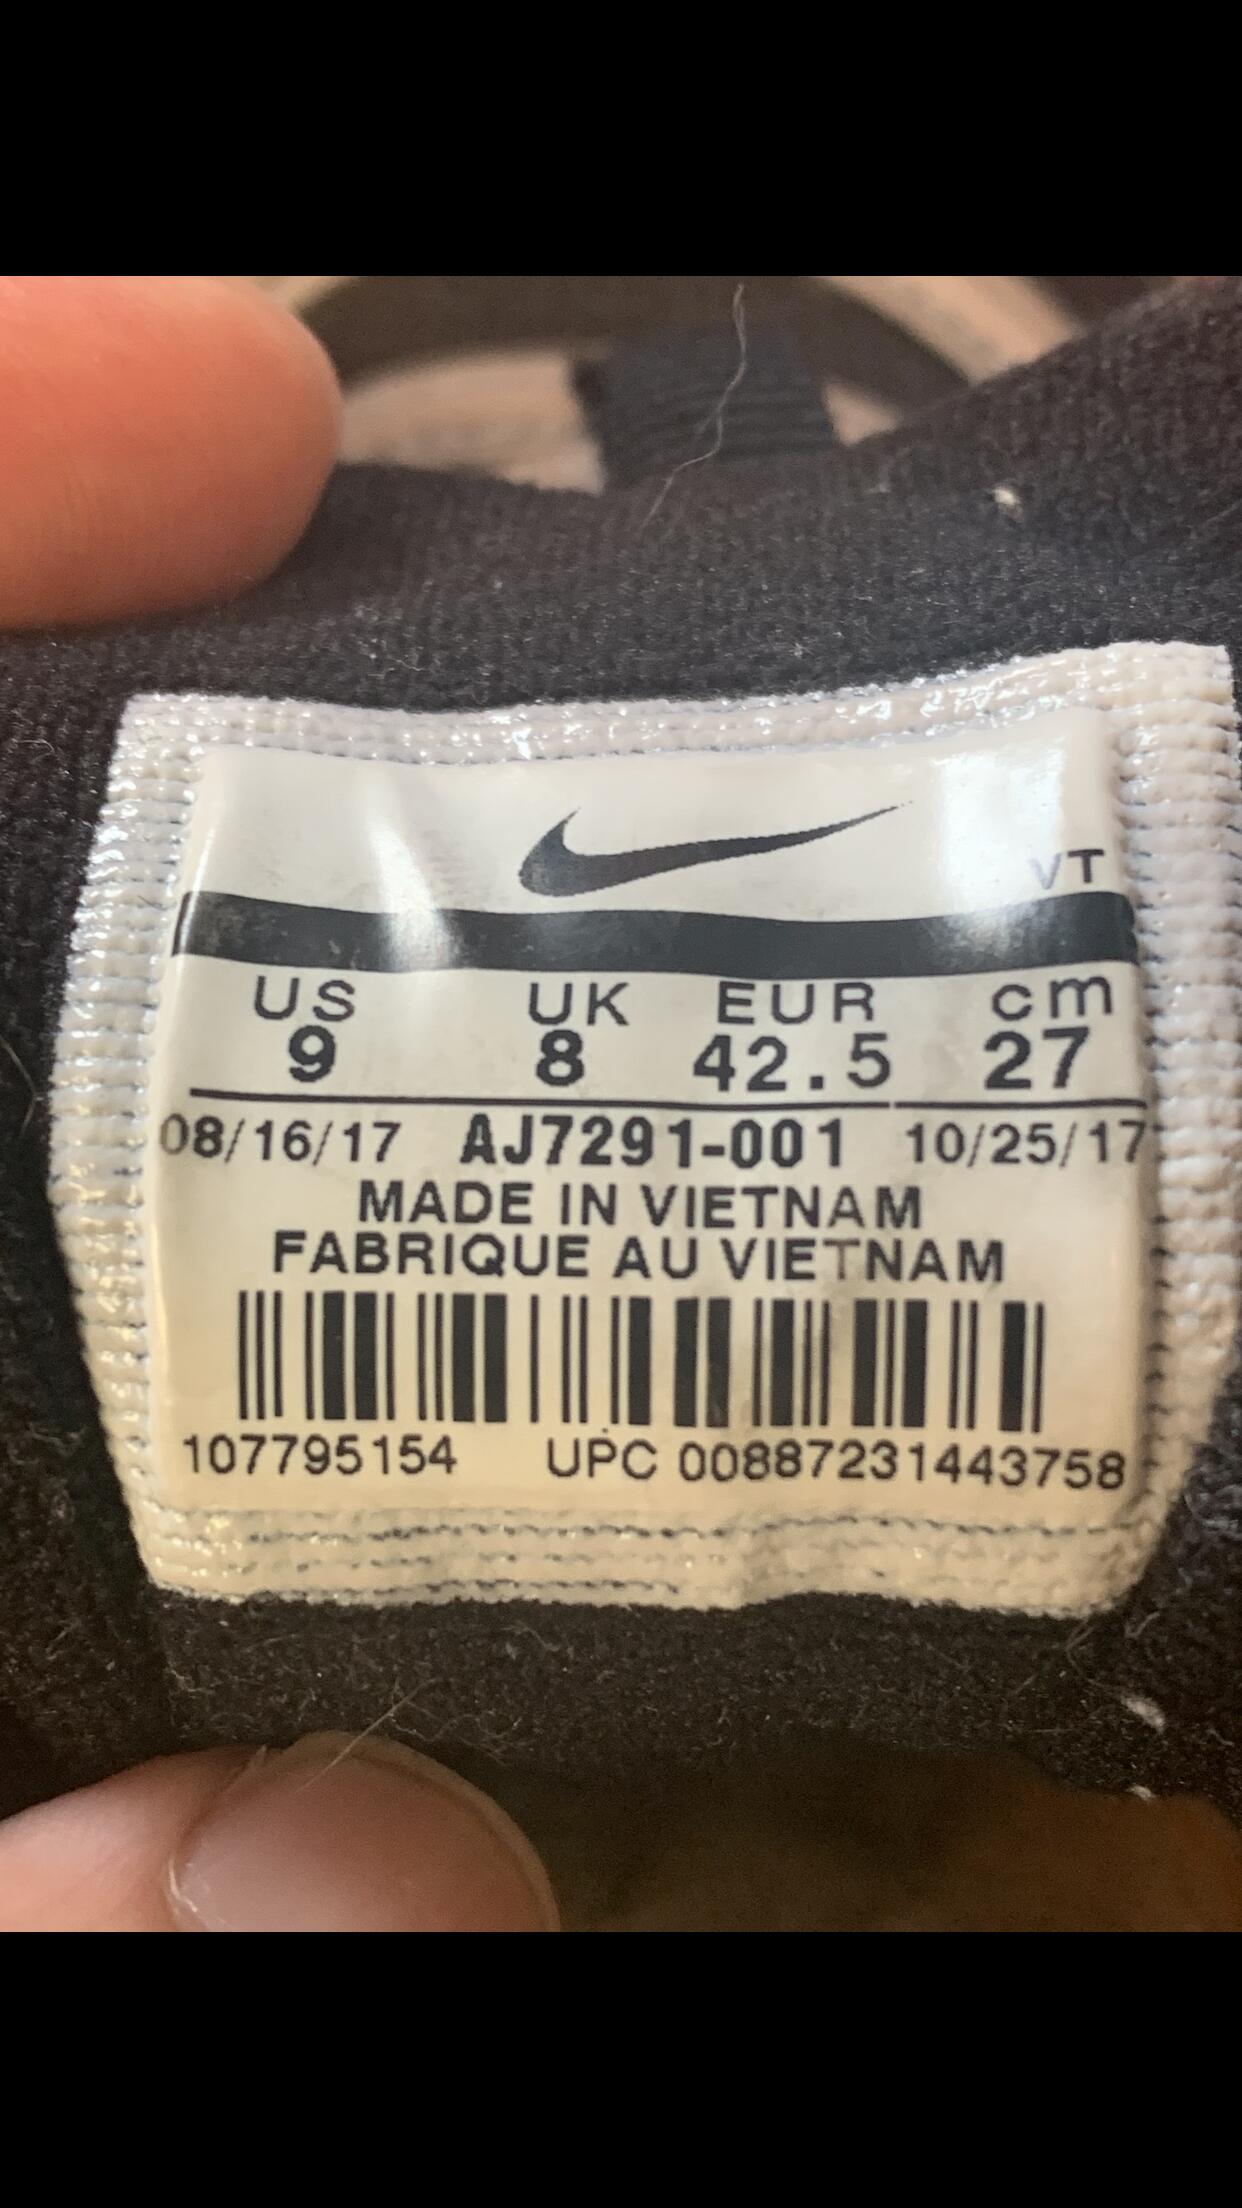 VT
US UK EUR cm
9 8 42.5 27
08/16/17 AJ7291-001 10/25/17
MADE IN VIETNAM
FABRIQUE AU VIETNAM
107795154 UPC 00887231443758